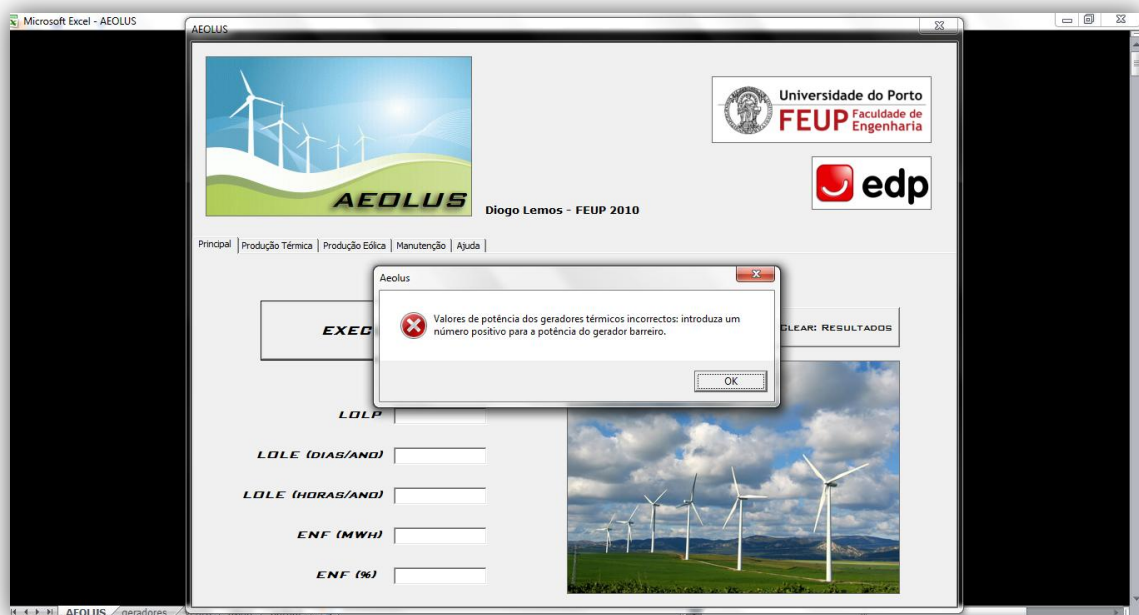 Microsoft Excel - AEOLUS
AEOLUS
Universidade do Porto
FEUP Faculdade de
Engenharia
edp
AEOLUS
Diogo Lemos - FEUP 2010
Principal Produção Térmica Produção Eólica Manutenção Ajuda
Aeolus
Valores de potência dos geradores térmicos incorrectos: introduza um
número positivo para a potência do gerador barreiro.
EXEC
CLEAR: RESULTADOS
OK
LOLP
LOLE (DIAS/ANO)
LOLE (HORAS/ANO)
ENF (MWH)
ENF (%)
AEOLUS geradores